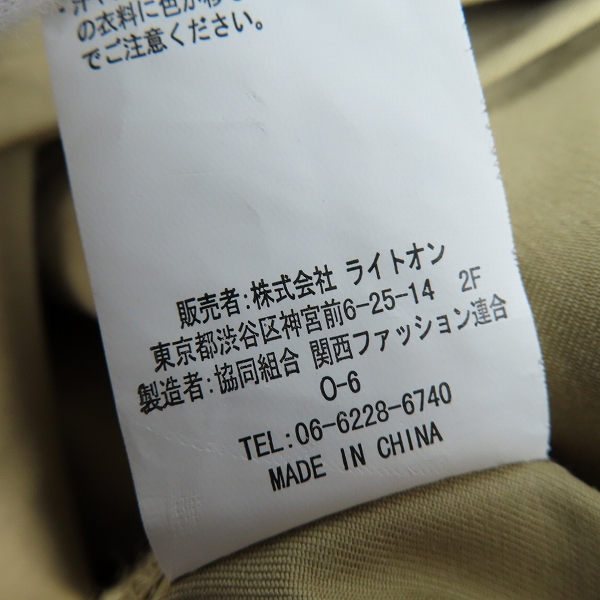 の衣料に色が移
でご注意ください。
販売者:株式会社 ライトオン
東京都渋谷区神宮前6-25-14 2F
製造者:協同組合 関西ファッション連合
O-6
TEL:06-6228-6740
MADE IN CHINA